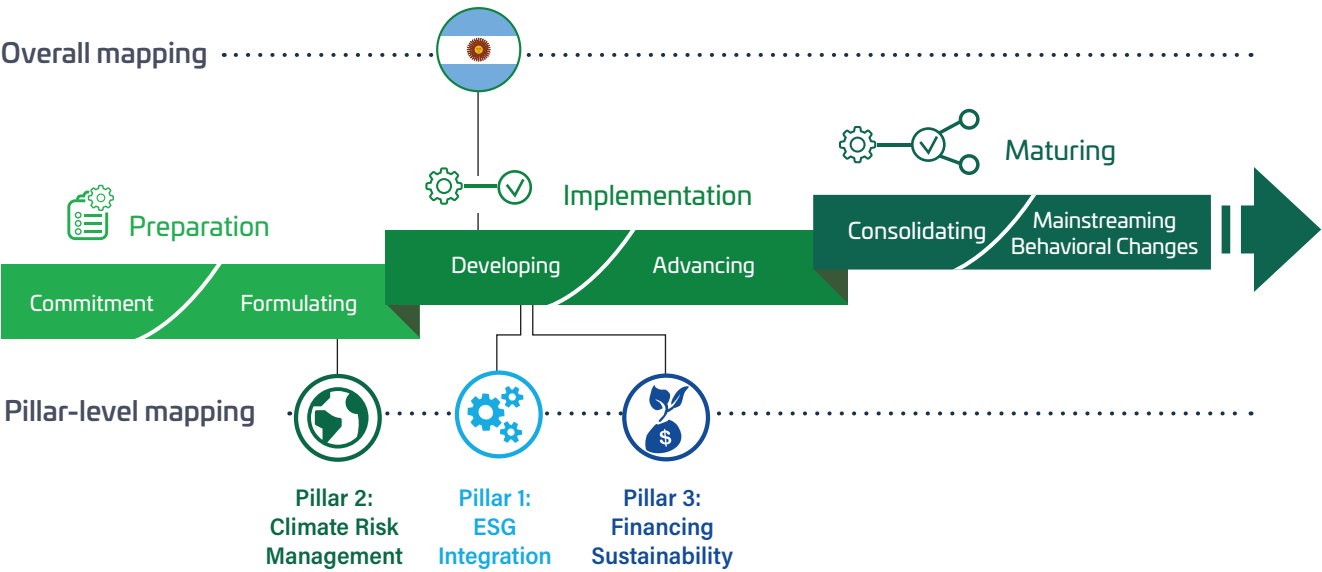 Overall mapping
Preparation
Implementation
Maturing
Commitment
Formulating
Developing
Advancing
Consolidating
Mainstreaming
Behavioral Changes
Pillar-level mapping
$
Pillar 2:
Climate Risk
Management
Pillar 1:
ESG
Integration
Pillar 3:
Financing
Sustainability